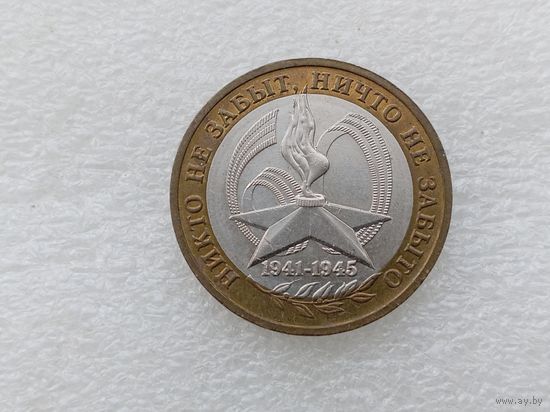 НИКТО НЕ ЗАБЫТ, НИЧТО НЕ ЗАБЫТО
1941-1945
www.ay.by